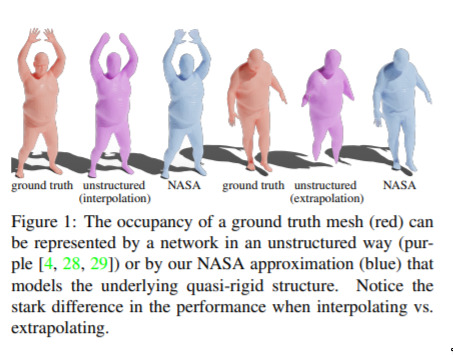 ground truth unstructured NASA ground truth unstructured NASA
(interpolation) (extrapolation)
Figure 1: The occupancy of a ground truth mesh (red) can
be represented by a network in an unstructured way (pur-
ple [4, 28, 29]) or by our NASA approximation (blue) that
models the underlying quasi-rigid structure. Notice the
stark difference in the performance when interpolating vs.
extrapolating.